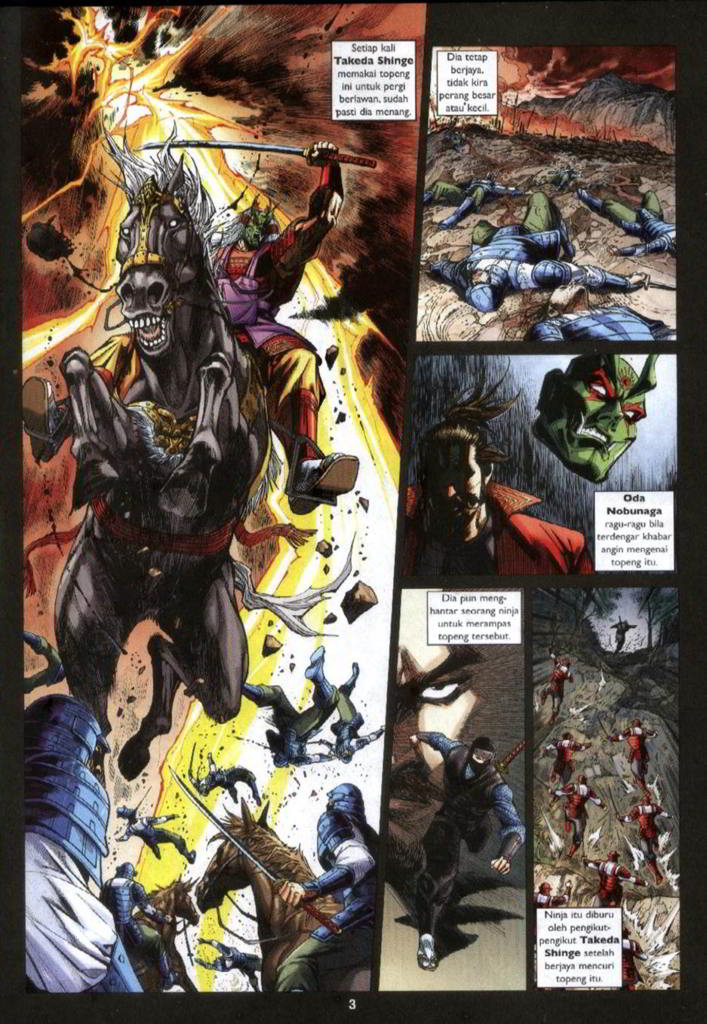 Setiap kali
Takeda Shinge
memakai topeng
ini untuk pergi
berlawan, sudah
pasti dia menang.
Dia tetap
berjaya,
tidak kira
perang besar
atau kecil.
Oda
Nobunaga
ragu-ragu bila
terdengar khabar
angin mengenai
topeng itu.
Dia pun meng-
hantar seorang ninja
untuk merampas
topeng tersebut.
Ninja itu diburu
oleh pengikut-
pengikut Takeda
Shinge setelah
berjaya mencuri
topeng itu.
3